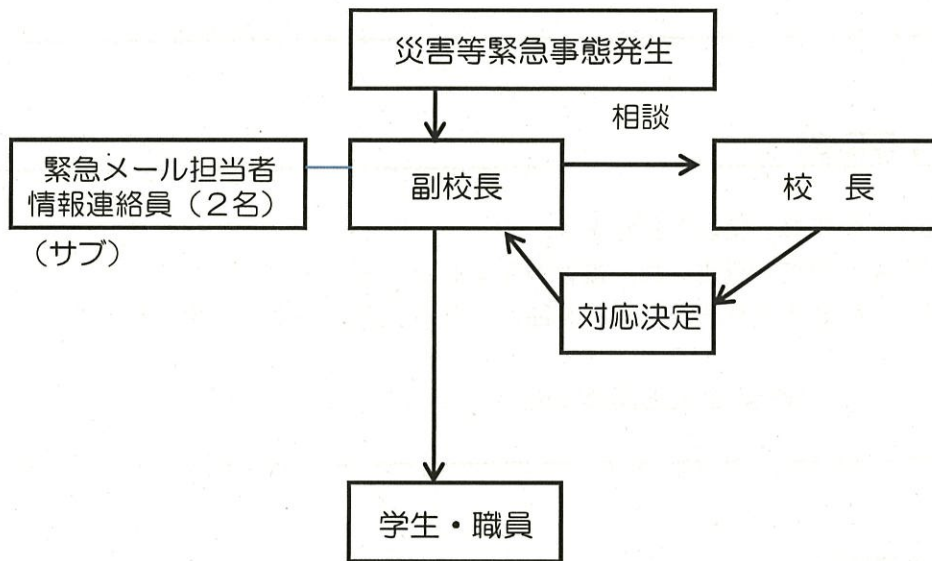 災害等緊急事態発生
相談
緊急メール担当者
情報連絡員（２名）
（サブ）
副校長
校　長
対応決定
学生・職員